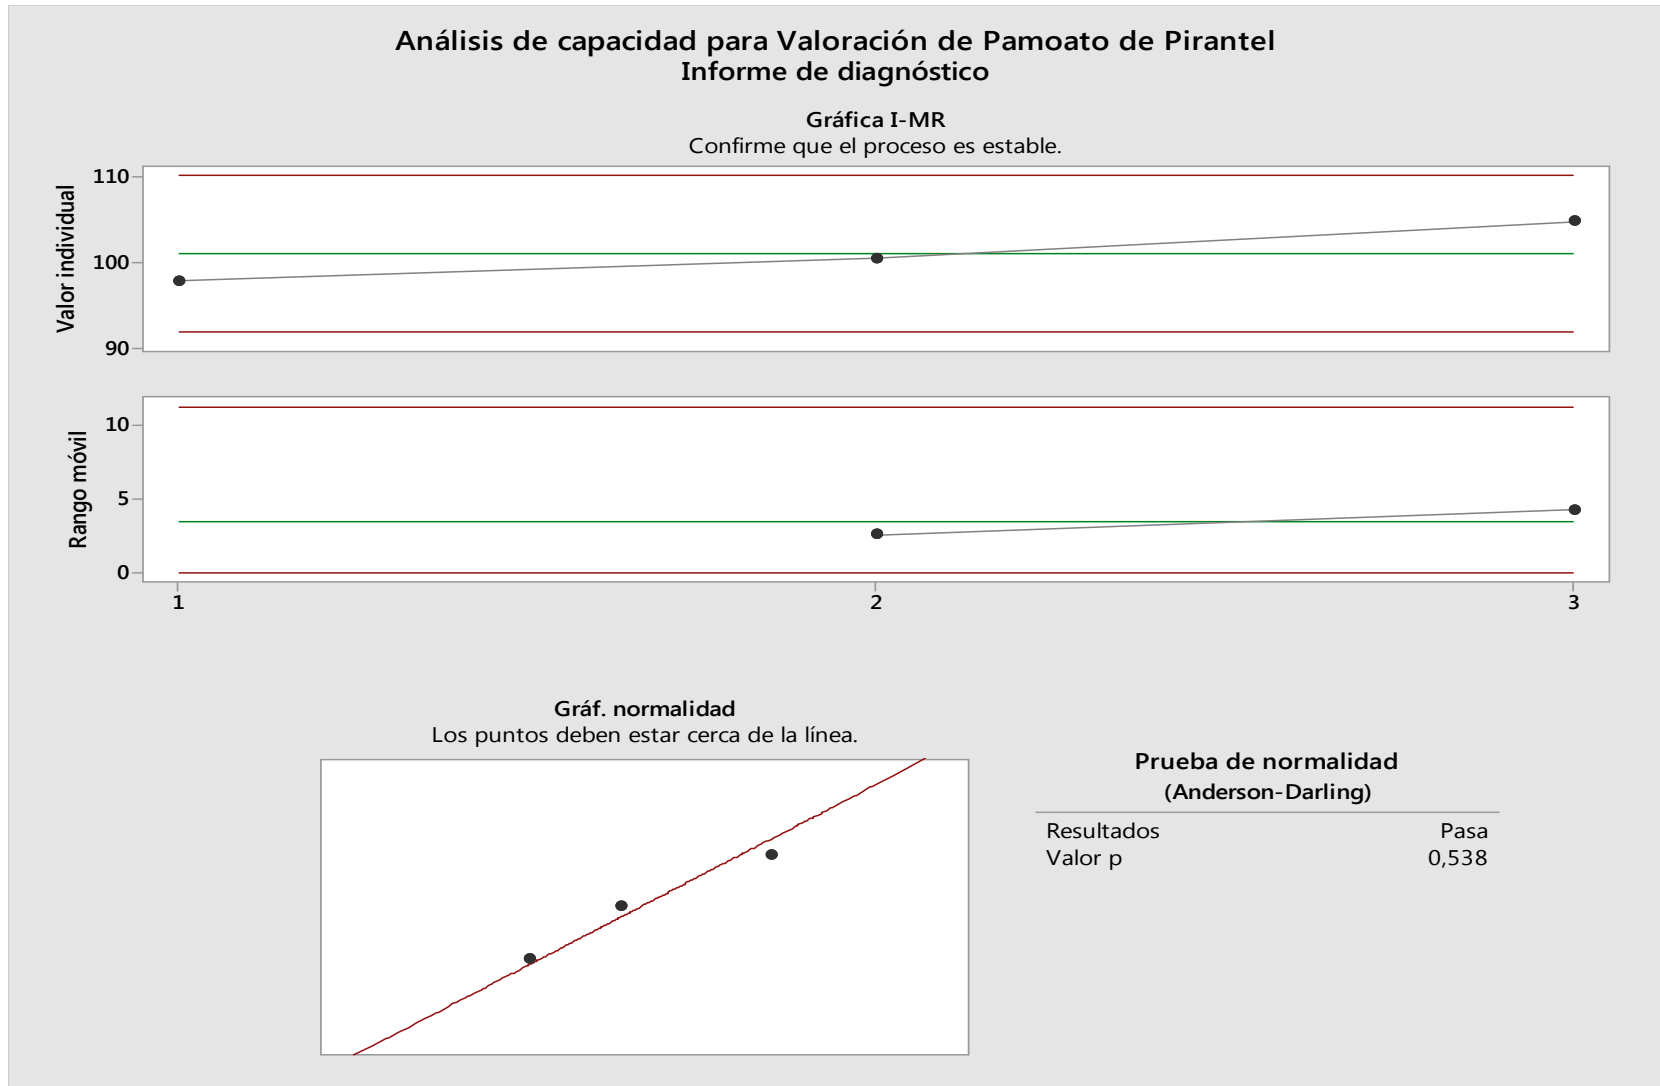 Análisis de capacidad para Valoración de Pamoato de Pirantel
Informe de diagnóstico
Gráfica I-MR
Confirme que el proceso es estable.
Valor individual
110
100
90
Rango móvil
10
5
0
1 2 3
Gráf. normalidad
Los puntos deben estar cerca de la línea.
Prueba de normalidad
(Anderson-Darling)
Resultados Pasa
Valor p 0,538